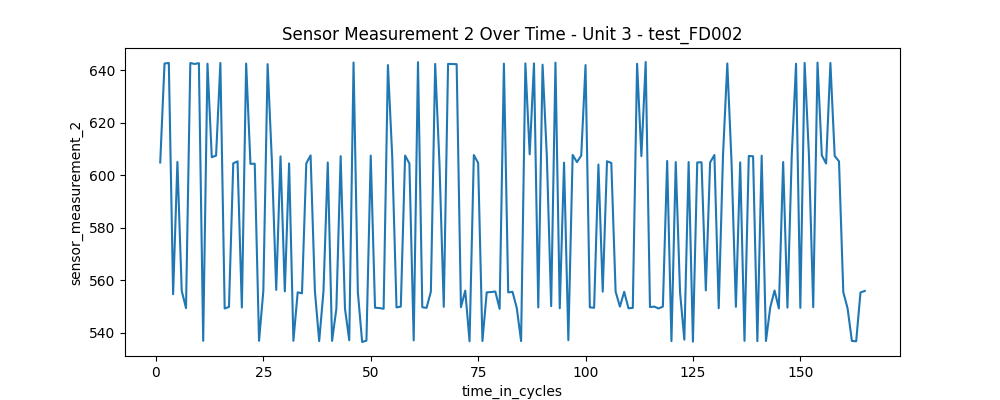 Sensor Measurement 2 Over Time - Unit 3 - test_FD002
sensor_measurement_2
640
620
600
580
560
540
0 25 50 75 100 125 150
time_in_cycles